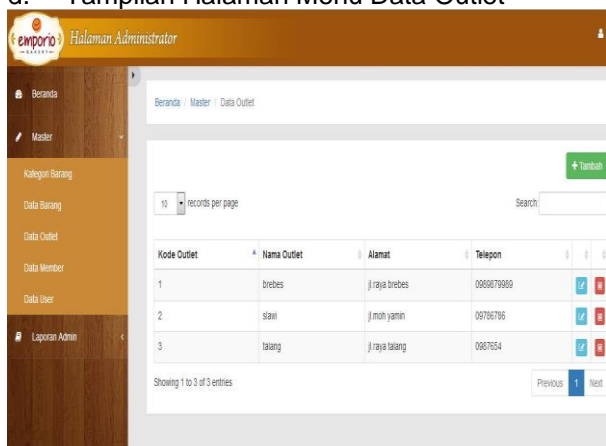 d. Tampilan Halaman Menu Data Outlet
emporio
BAKERY
Halaman Administrator
Beranda
Master
Kategori Barang
Data Barang
Data Outlet
Data Member
Data User
Laporan Admin
Beranda / Master / Data Outlet
+ Tambah
10 records per page Search:
Kode Outlet Nama Outlet Alamat Telepon
1 brebes jl.raya brebes 0989879989
2 slawi jl.moh yamin 09786786
3 talang jl.raya talang 0987654
Showing 1 to 3 of 3 entries
Previous 1 Next